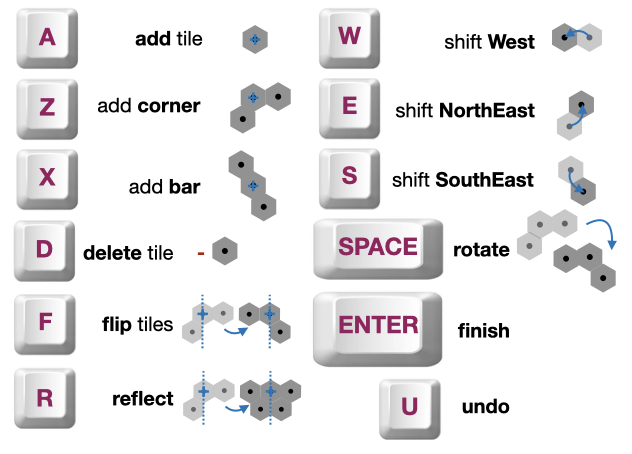 A add tile
Z add corner
X add bar
D delete tile -
F flip tiles
R reflect
W shift West
E shift NorthEast
S shift SouthEast
SPACE rotate
ENTER finish
U undo